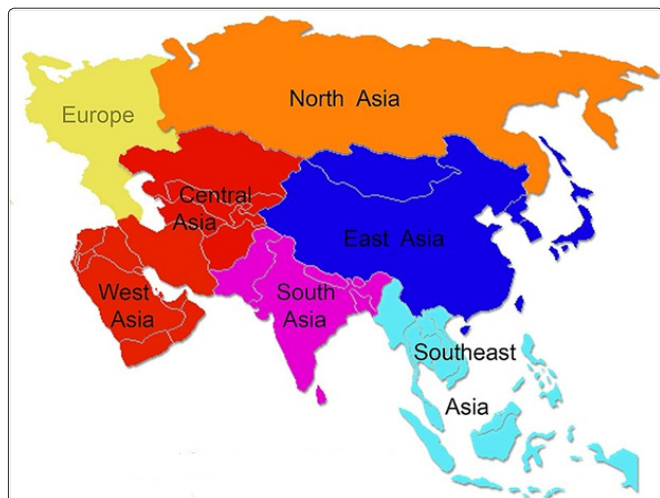 North Asia
Europe
Central
Asia
East Asia
West
Asia
South
Asia
Southeast
Asia